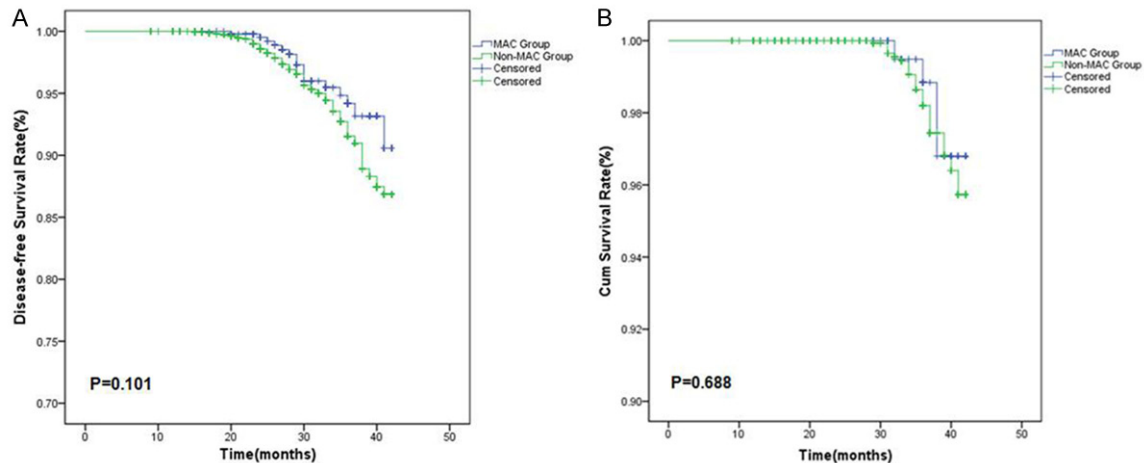 A
Disease-free Survival Rate(%)
1.00
0.95
0.90
0.85
0.80
0.75
0.70
0
10
20
30
40
50
Time(months)
P=0.101
MAC Group
Non-MAC Group
Censored
Censored
B
Cum Survival Rate(%)
1.00
0.98
0.96
0.94
0.92
0.90
0
10
20
30
40
50
Time(months)
P=0.688
MAC Group
Non-MAC Group
Censored
Censored